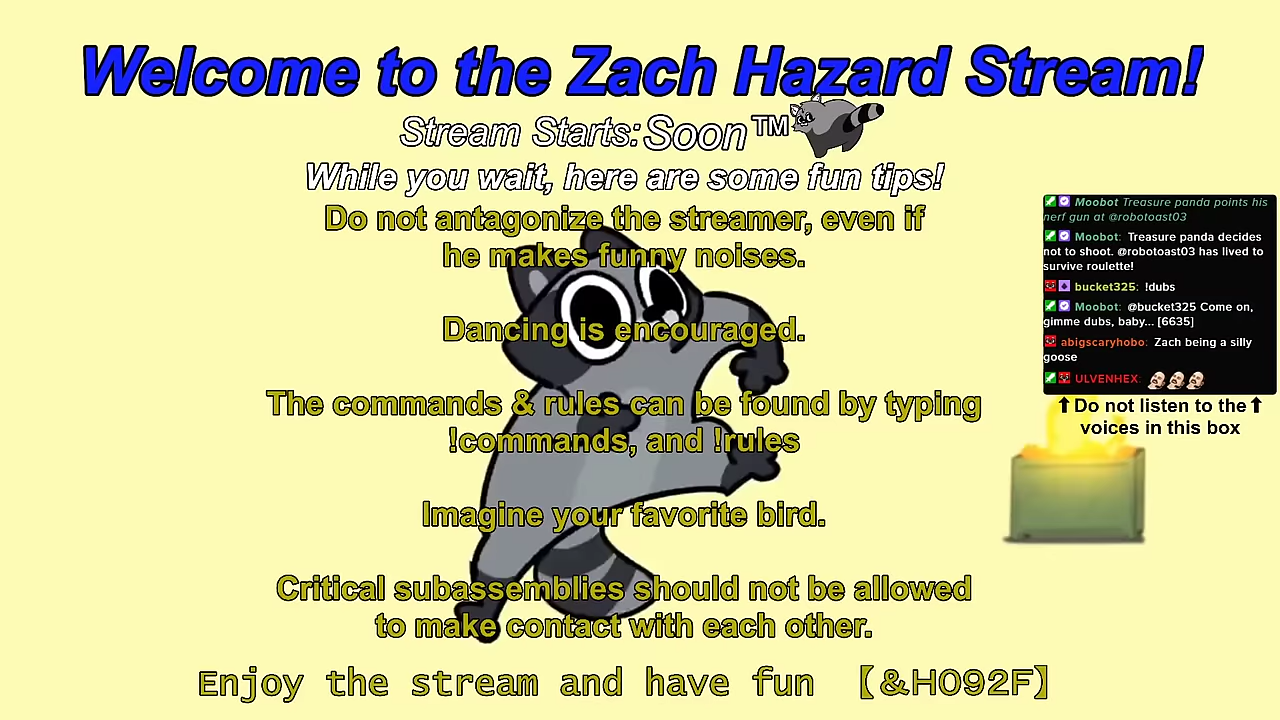 Welcome to the Zach Hazard Stream!
Stream Starts: Soon™
While you wait, here are some fun tips!
Do not antagonize the streamer, even if
he makes funny noises.
Dancing is encouraged.
The commands & rules can be found by typing
!commands, and !rules
Imagine your favorite bird.
Critical subassemblies should not be allowed
to make contact with each other.
Enjoy the stream and have fun 【&H092F】
Moobot Treasure panda points his
nerf gun at @robotoast03
Moobot: Treasure panda decides
not to shoot. @robotoast03 has lived to
survive roulette!
bucket325: !dubs
Moobot: @bucket325 Come on,
gimme dubs, baby... [6635]
abigscaryhobo: Zach being a silly
goose
ULVENHEX:
⬆Do not listen to the⬆
voices in this box